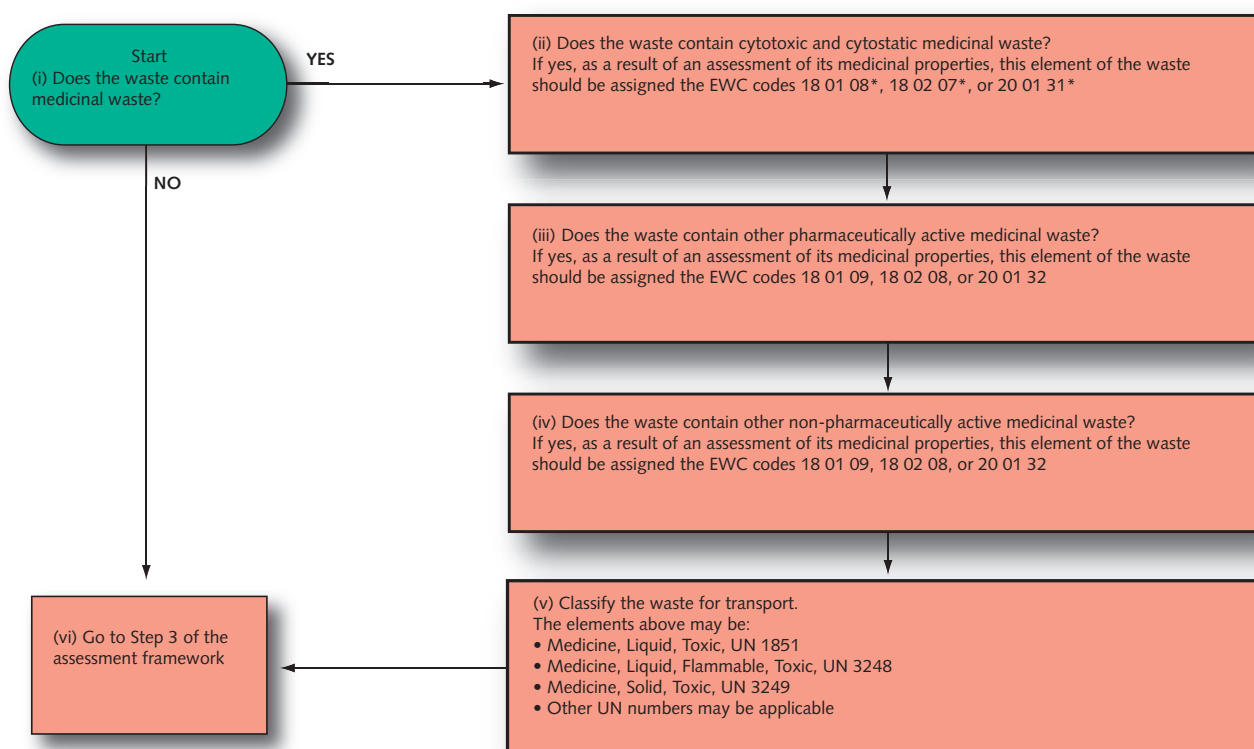 Start
(i) Does the waste contain
medicinal waste?
YES
NO
(ii) Does the waste contain cytotoxic and cytostatic medicinal waste?
If yes, as a result of an assessment of its medicinal properties, this element of the waste
should be assigned the EWC codes 18 01 08*, 18 02 07*, or 20 01 31*
(iii) Does the waste contain other pharmaceutically active medicinal waste?
If yes, as a result of an assessment of its medicinal properties, this element of the waste
should be assigned the EWC codes 18 01 09, 18 02 08, or 20 01 32
(iv) Does the waste contain other non-pharmaceutically active medicinal waste?
If yes, as a result of an assessment of its medicinal properties, this element of the waste
should be assigned the EWC codes 18 01 09, 18 02 08, or 20 01 32
(v) Classify the waste for transport.
The elements above may be:
• Medicine, Liquid, Toxic, UN 1851
• Medicine, Liquid, Flammable, Toxic, UN 3248
• Medicine, Solid, Toxic, UN 3249
• Other UN numbers may be applicable
(vi) Go to Step 3 of the
assessment framework